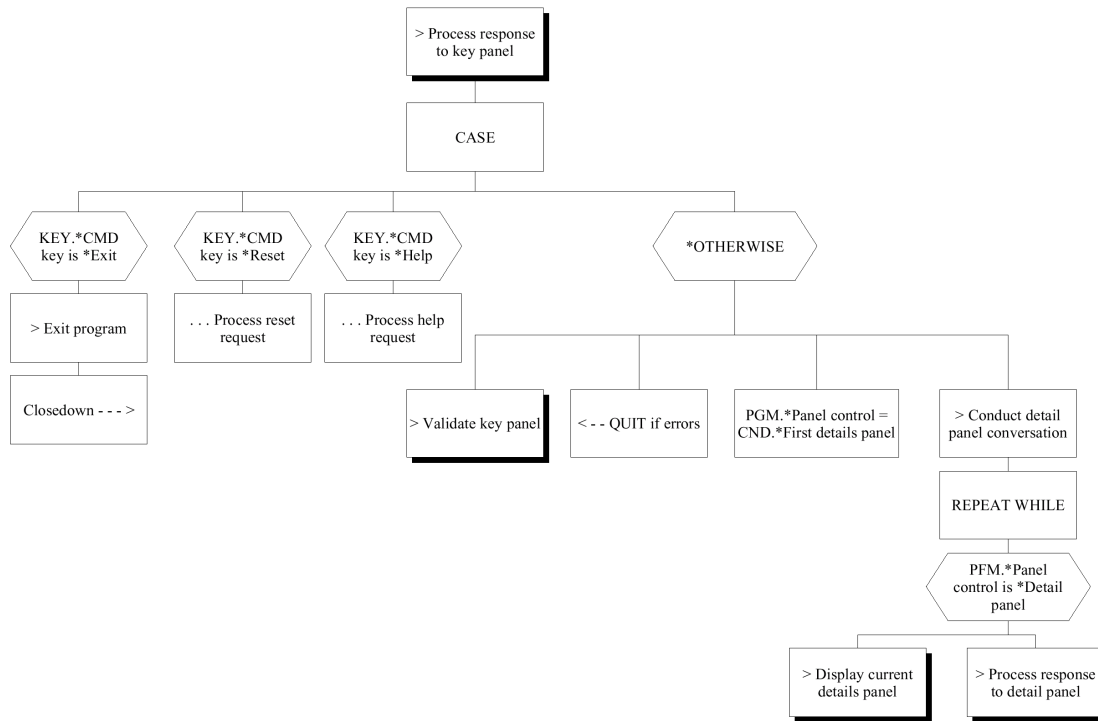 > Process response
to key panel
CASE
KEY.*CMD
key is *Exit
KEY.*CMD
key is *Reset
KEY.*CMD
key is *Help
*OTHERWISE
> Exit program
. . . Process reset
request
. . . Process help
request
Closedown - - - >
> Validate key panel
< - - QUIT if errors
PGM.*Panel control =
CND.*First details panel
> Conduct detail
panel conversation
REPEAT WHILE
PFM.*Panel
control is *Detail
panel
> Display current
details panel
> Process response
to detail panel